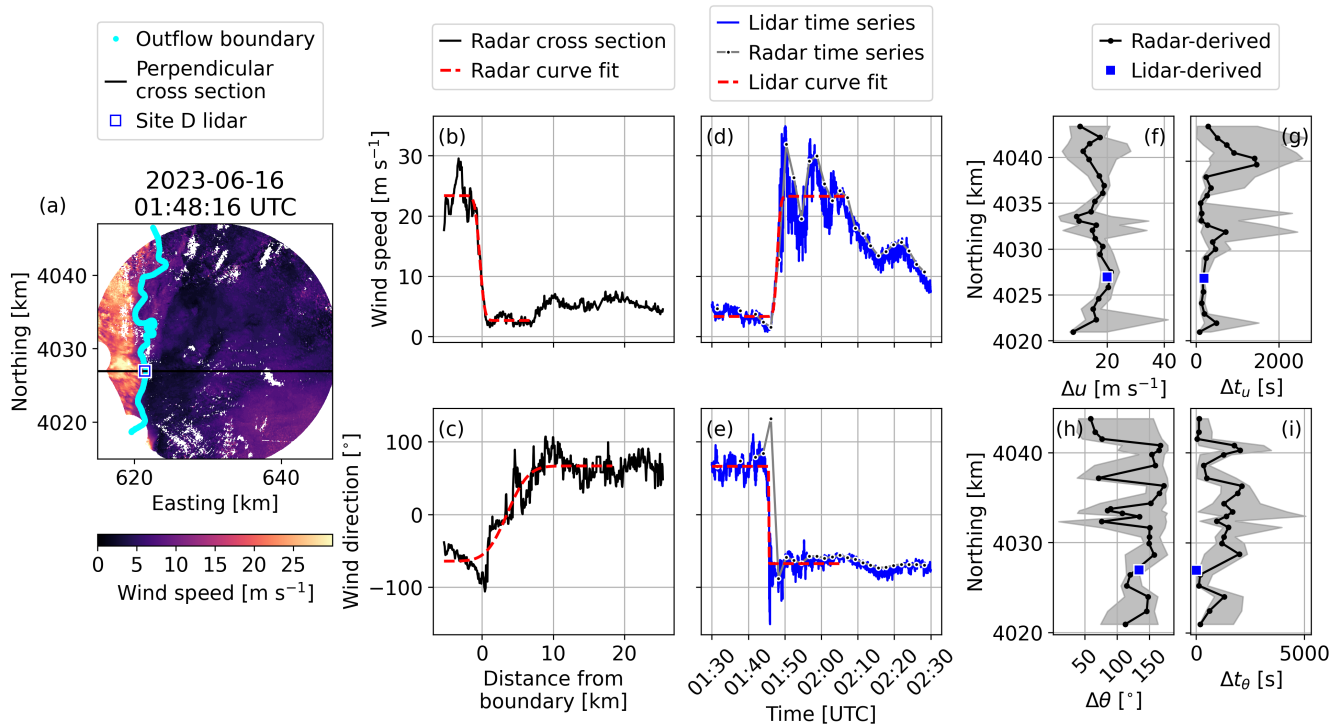 Outflow boundary
Perpendicular
cross section
Site D lidar
Radar cross section
Radar curve fit
Lidar time series
Radar time series
Lidar curve fit
Radar-derived
Lidar-derived
(a)
2023-06-16
01:48:16 UTC
Northing [km]
4040
4030
4020
620
640
Easting [km]
0
5
10
15
20
25
Wind speed [m s⁻¹]
(b)
Wind speed [m s⁻¹]
30
20
10
0
(c)
Wind direction [°]
100
0
−100
0
10
20
Distance from
boundary [km]
(d)
(e)
01:30
01:40
01:50
02:00
02:10
02:20
02:30
Time [UTC]
(f)
Northing [km]
4040
4035
4030
4025
4020
0
20
40
Δu [m s⁻¹]
(g)
0
2000
Δtᵤ [s]
(h)
Northing [km]
4040
4030
4020
50
100
150
Δθ [°]
(i)
0
5000
Δt_θ [s]